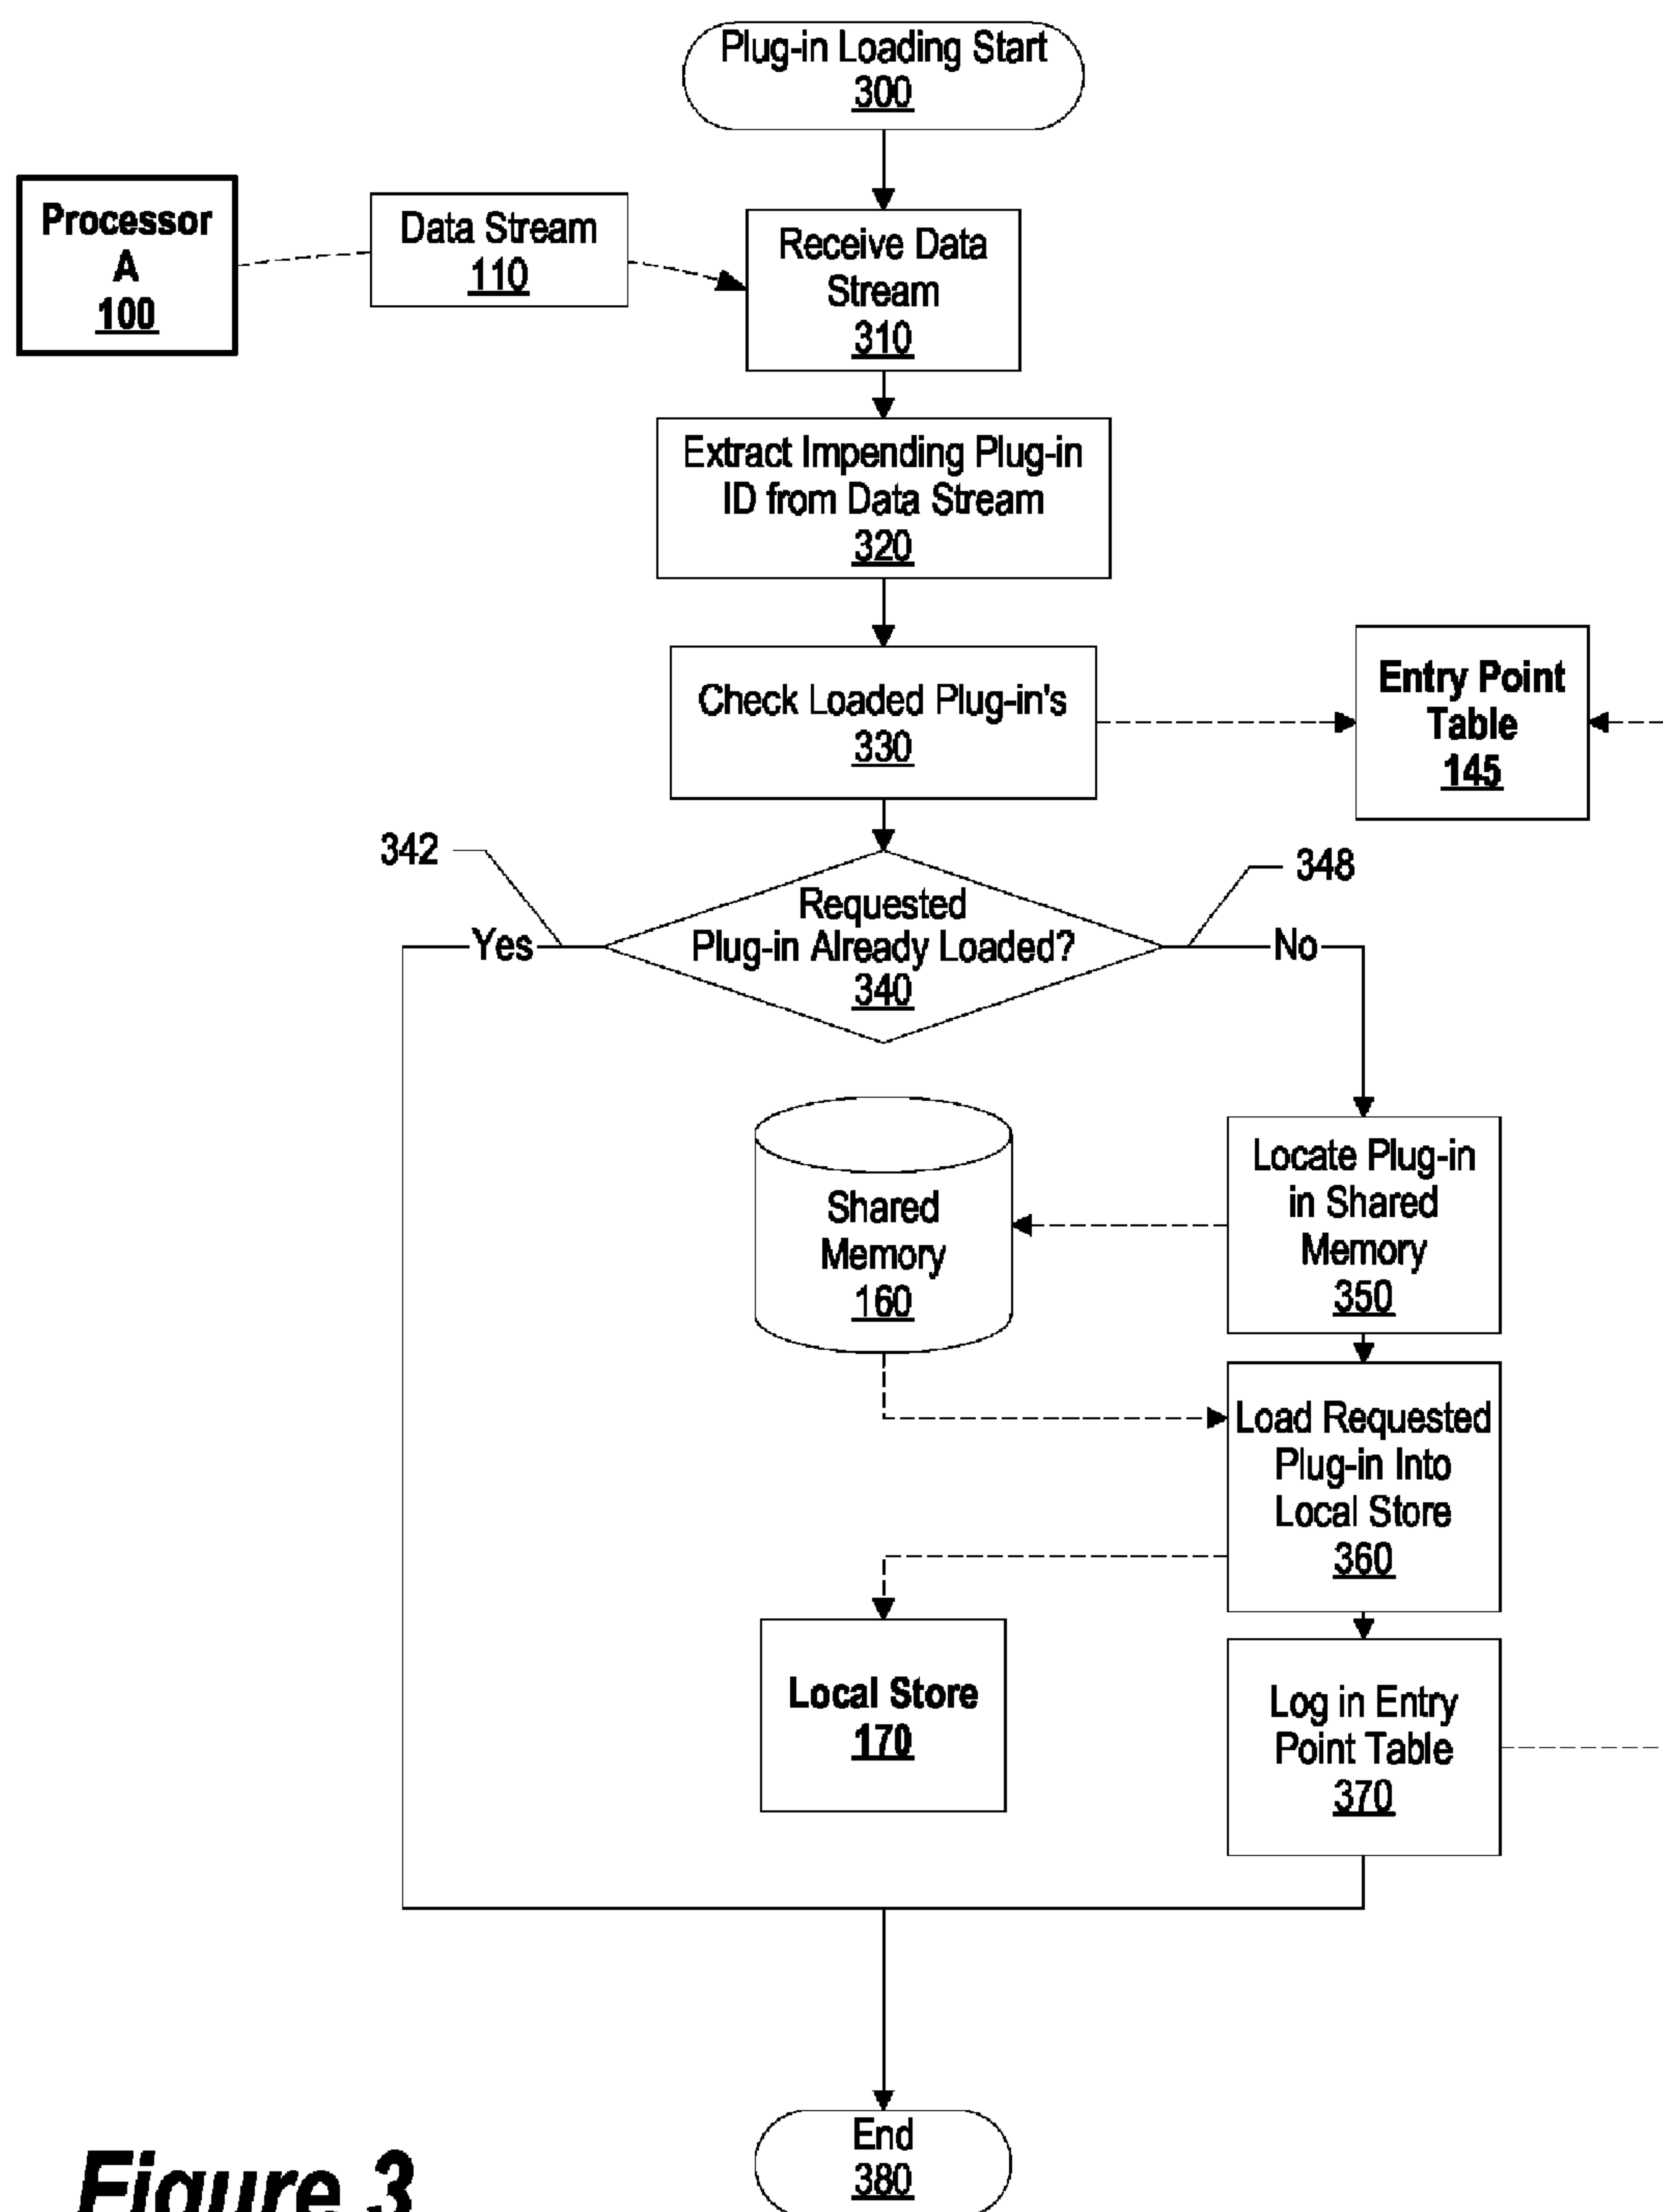 Plug-in Loading Start
300
Processor
A
100
Data Stream
110
Receive Data
Stream
310
Extract Impending Plug-in
ID from Data Stream
320
Check Loaded Plug-in's
330
Entry Point
Table
145
342
348
Requested
Plug-in Already Loaded?
340
Yes
No
Shared
Memory
160
Locate Plug-in
in Shared
Memory
350
Load Requested
Plug-in Into
Local Store
360
Local Store
170
Log in Entry
Point Table
370
End
380
Figure 3